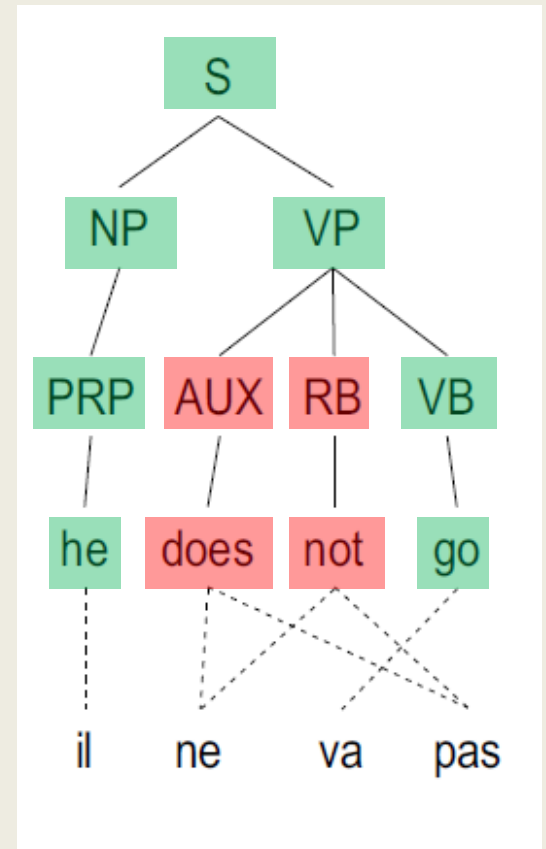 S
NP VP
PRP AUX RB VB
he does not go
il ne va pas